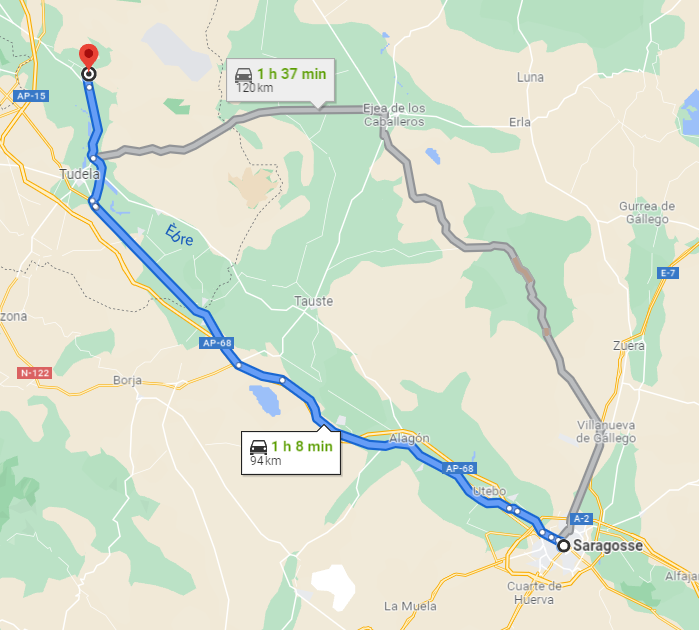 1 h 37 min
120 km
Luna
AP-15
Ejea de los
Caballeros
Erla
Tudela
Gurrea de
Gállego
Èbre
E-7
Tauste
zona
AP-68
Zuera
N-122
Borja
Villanueva
de Gállego
Alagón
1 h 8 min
94 km
AP-68
Utebo
A-2
Saragosse
Alfaja
Cuarte de
Huerva
La Muela